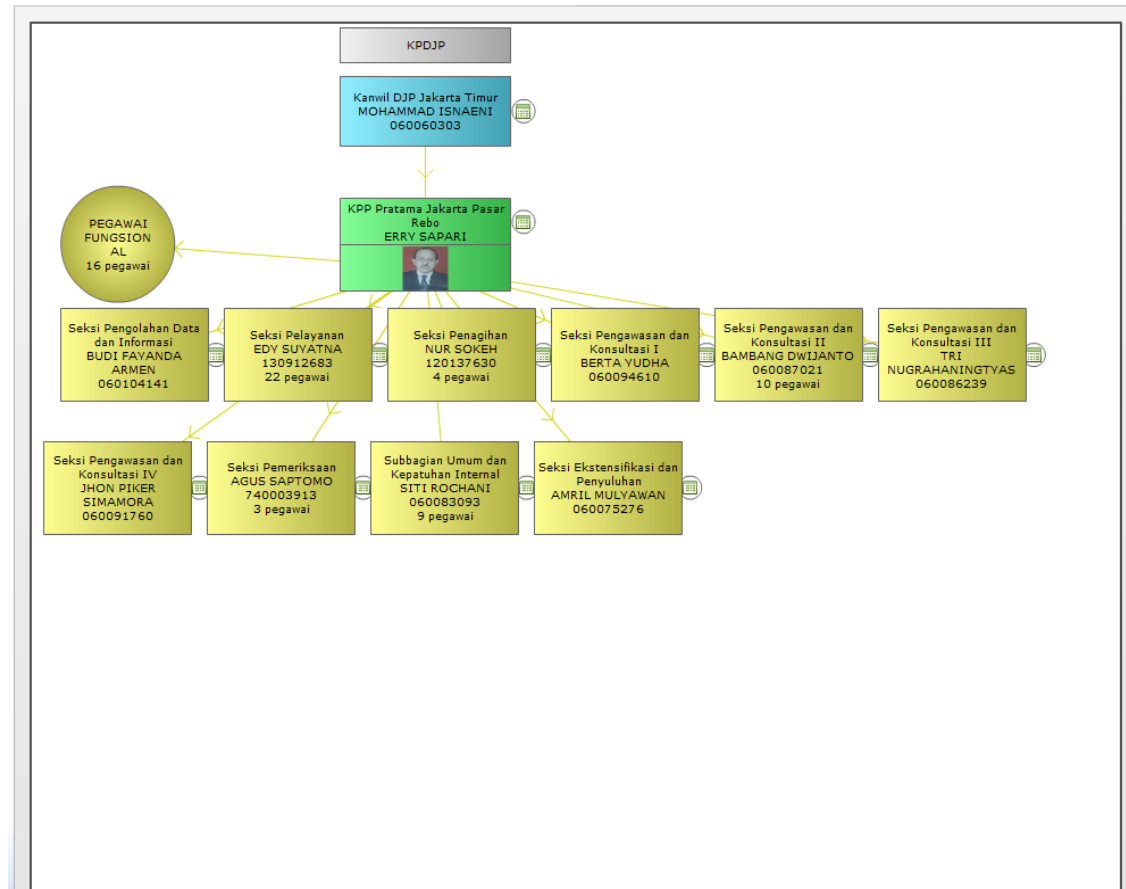 KPDJP
Kanwil DJP Jakarta Timur
MOHAMMAD ISNAENI
060060303
KPP Pratama Jakarta Pasar
Rebo
ERRY SAPARI
PEGAWAI
FUNGSION
AL
16 pegawai
Seksi Pengolahan Data
dan Informasi
BUDI FAYANDA
ARMEN
060104141
Seksi Pelayanan
EDY SUYATNA
130912683
22 pegawai
Seksi Penagihan
NUR SOKEH
120137630
4 pegawai
Seksi Pengawasan dan
Konsultasi I
BERTA YUDHA
060094610
Seksi Pengawasan dan
Konsultasi II
BAMBANG DWIJANTO
060087021
10 pegawai
Seksi Pengawasan dan
Konsultasi III
TRI
NUGRAHANINGTYAS
060086239
Seksi Pengawasan dan
Konsultasi IV
JHON PIKER
SIMAMORA
060091760
Seksi Pemeriksaan
AGUS SAPTOMO
740003913
3 pegawai
Subbagian Umum dan
Kepatuhan Internal
SITI ROCHANI
060083093
9 pegawai
Seksi Ekstensifikasi dan
Penyuluhan
AMRIL MULYAWAN
060075276